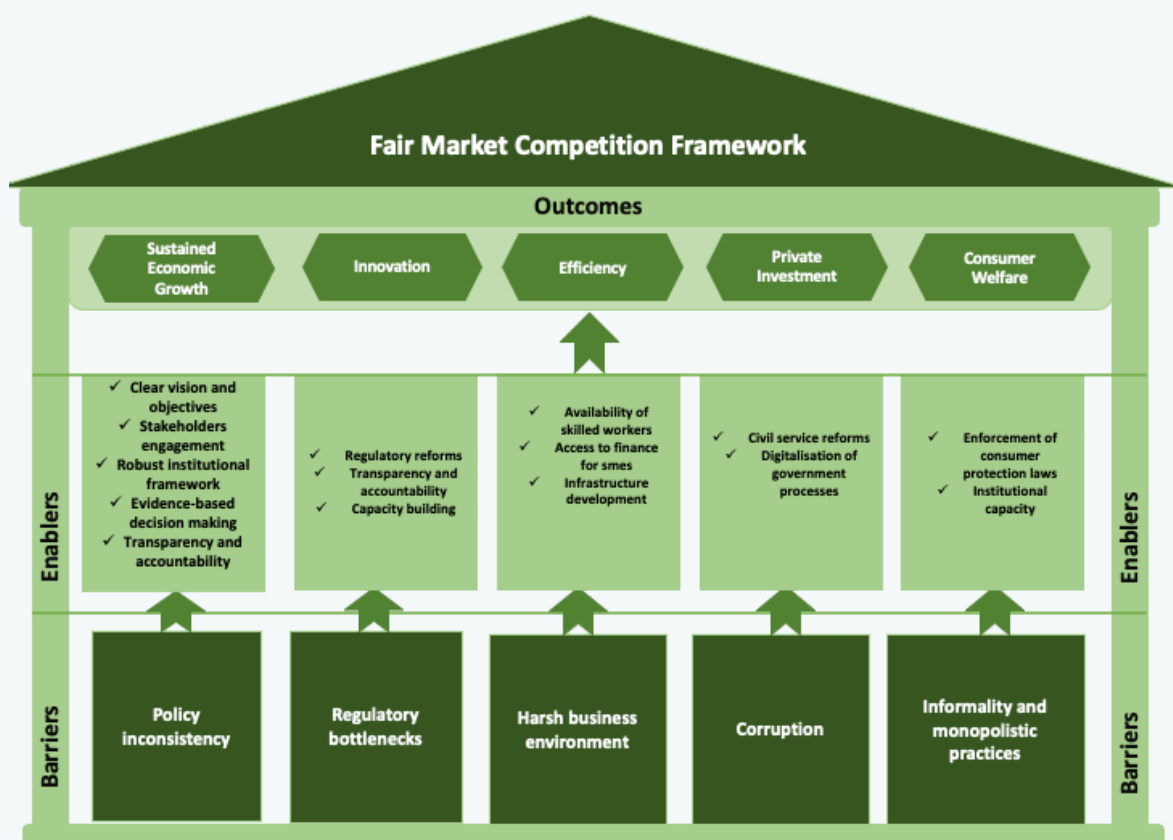 Fair Market Competition Framework
Outcomes
Sustained
Economic
Growth
Innovation
Efficiency
Private
Investment
Consumer
Welfare
Enablers
✓ Clear vision and
objectives
✓ Stakeholders
engagement
✓ Robust institutional
framework
✓ Evidence-based
decision making
✓ Transparency and
accountability
✓ Regulatory reforms
✓ Transparency and
accountability
✓ Capacity building
✓ Availability of
skilled workers
✓ Access to finance
for smes
✓ Infrastructure
development
✓ Civil service reforms
✓ Digitalisation of
government
processes
✓ Enforcement of
consumer
protection laws
✓ Institutional
capacity
Enablers
Barriers
Policy
inconsistency
Regulatory
bottlenecks
Harsh business
environment
Corruption
Informality and
monopolistic
practices
Barriers